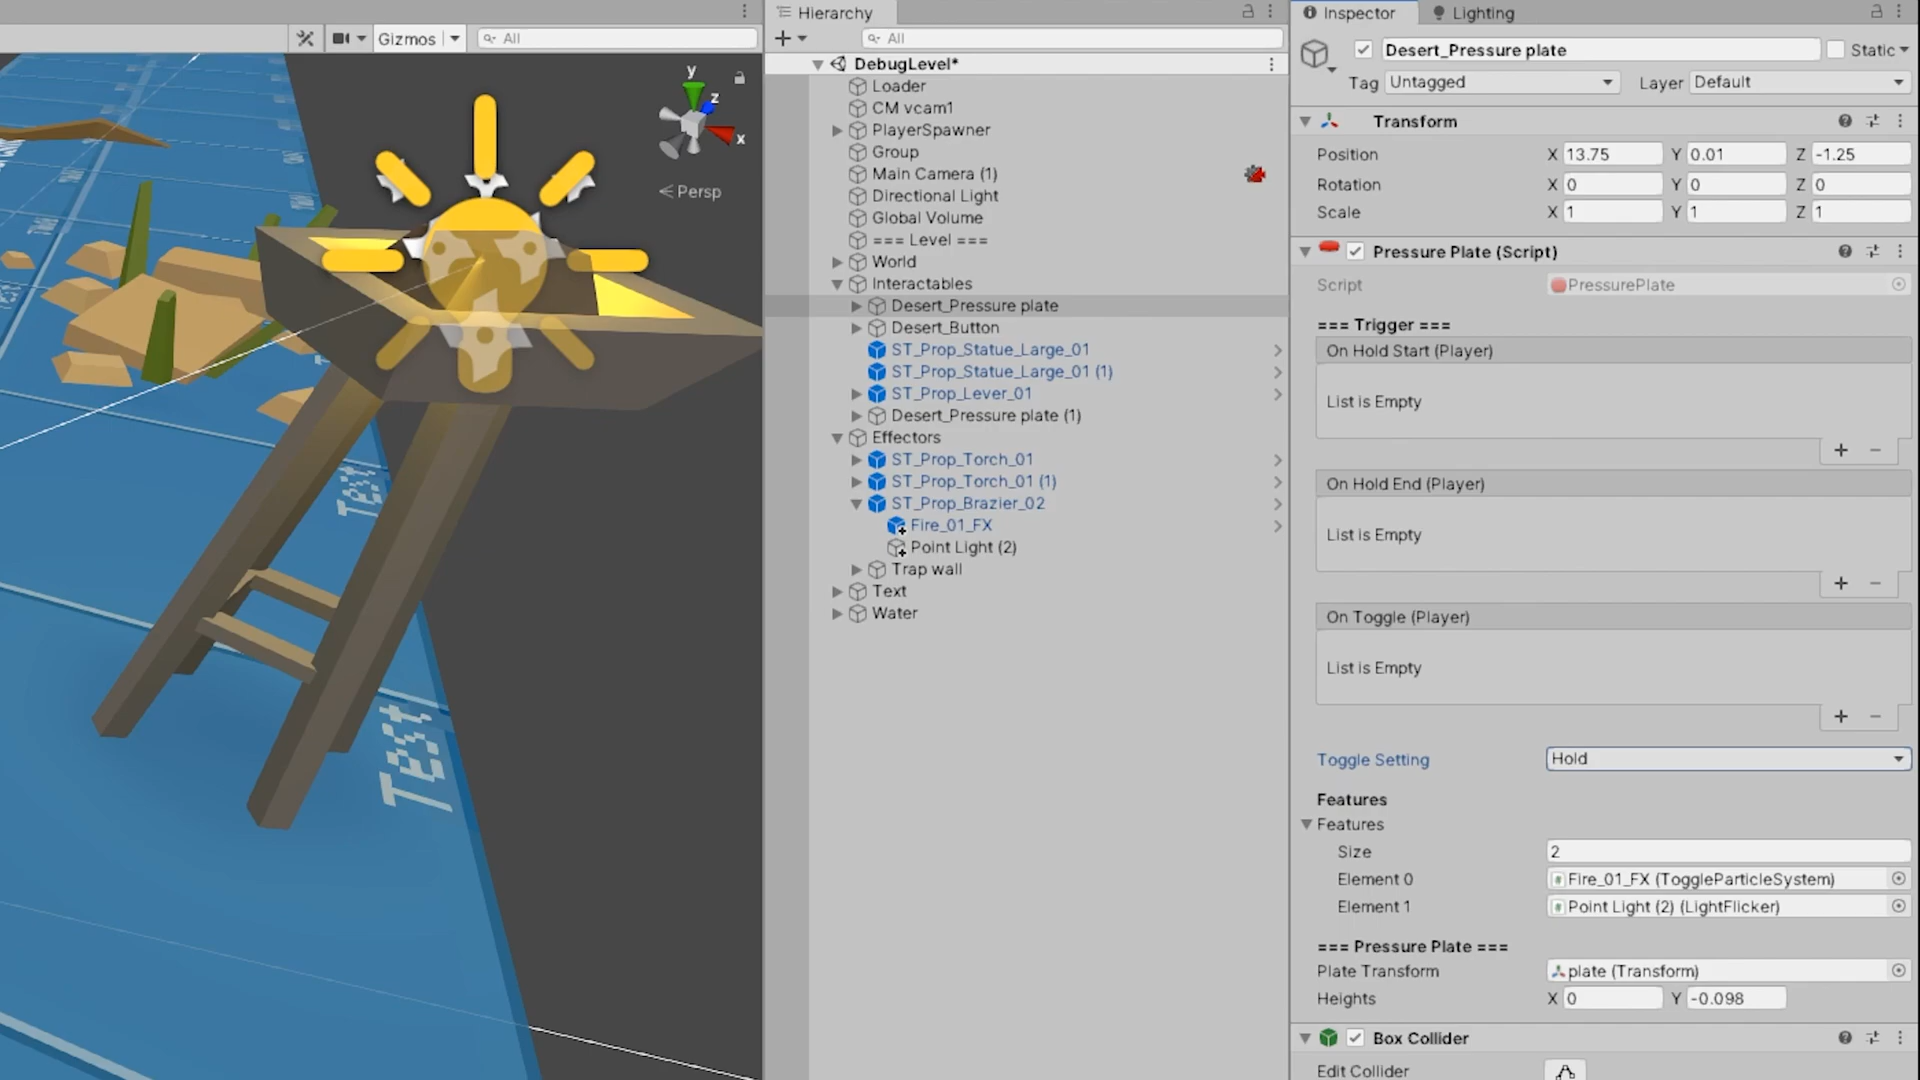 Gizmos
All
y
z
x
Persp
Test
Test
Hierarchy
All
DebugLevel*
Loader
CM vcam1
PlayerSpawner
Group
Main Camera (1)
Directional Light
Global Volume
=== Level ===
World
Interactables
Desert_Pressure plate
Desert_Button
ST_Prop_Statue_Large_01
ST_Prop_Statue_Large_01 (1)
ST_Prop_Lever_01
Desert_Pressure plate (1)
Effectors
ST_Prop_Torch_01
ST_Prop_Torch_01 (1)
ST_Prop_Brazier_02
Fire_01_FX
Point Light (2)
Trap wall
Text
Water
Inspector Lighting
Desert_Pressure plate Static
Tag Untagged Layer Default
Transform
Position X 13.75 Y 0.01 Z -1.25
Rotation X 0 Y 0 Z 0
Scale X 1 Y 1 Z 1
Pressure Plate (Script)
Script PressurePlate
=== Trigger ===
On Hold Start (Player)
List is Empty
On Hold End (Player)
List is Empty
On Toggle (Player)
List is Empty
Toggle Setting Hold
Features
Features
Size 2
Element 0 Fire_01_FX (ToggleParticleSystem)
Element 1 Point Light (2) (LightFlicker)
=== Pressure Plate ===
Plate Transform plate (Transform)
Heights X 0 Y -0.098
Box Collider
Edit Collider